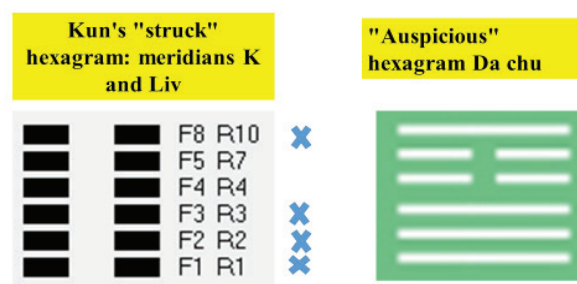 Kun's "struck"
hexagram: meridians K
and Liv
"Auspicious"
hexagram Da chu
F8 R10
F5 R7
F4 R4
F3 R3
F2 R2
F1 R1